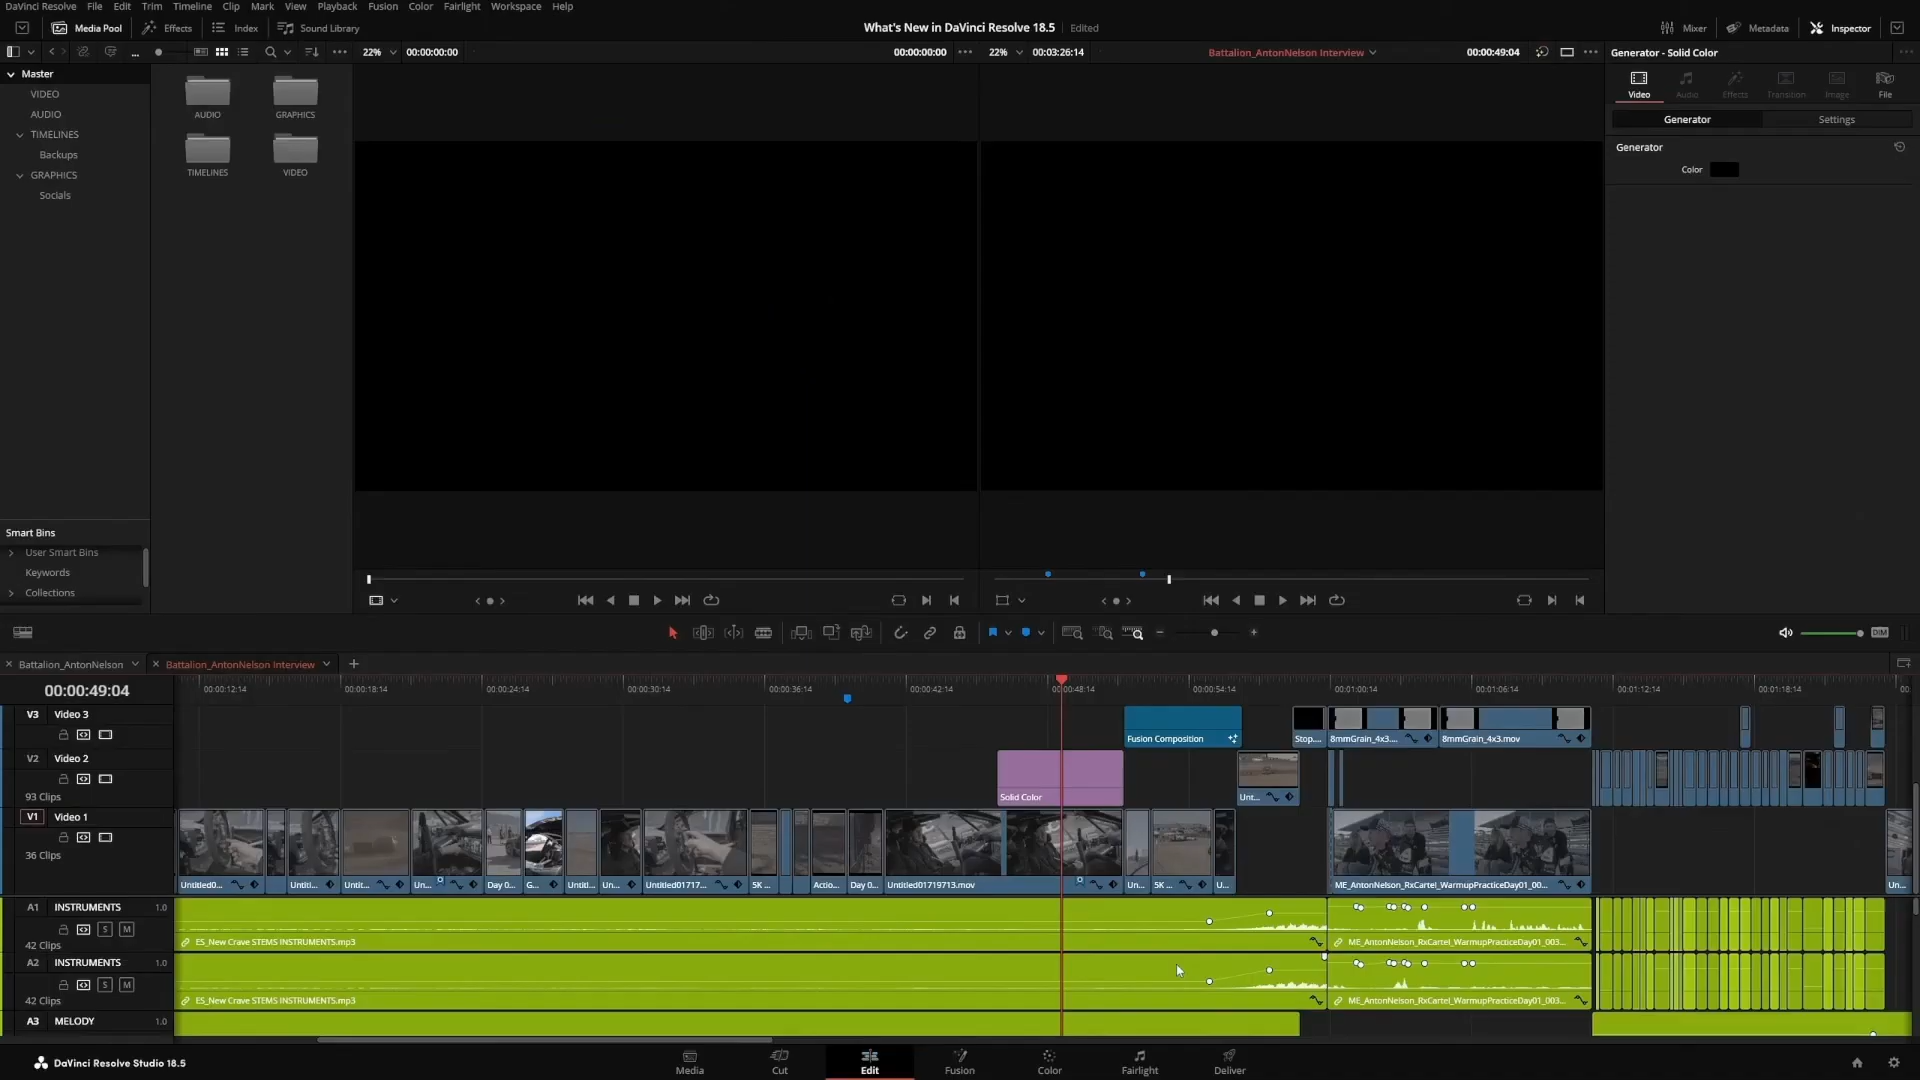 DaVinci Resolve File Edit Trim Timeline Clip Mark View Playback Fusion Color Fairlight Workspace Help
Media Pool Effects Index Sound Library What's New in DaVinci Resolve 18.5 Edited Mixer Metadata Inspector
22% 00:00:00:00 00:00:00:00 22% 00:03:26:14 Battalion_AntonNelson Interview 00:00:49:04 Generator - Solid Color
Master
VIDEO
AUDIO
TIMELINES
Backups
GRAPHICS
Socials
AUDIO GRAPHICS
TIMELINES VIDEO
Video Audio Effects Transition Image File
Generator Settings
Generator
Color
Smart Bins
User Smart Bins
Keywords
Collections
DIM
Battalion_AntonNelson Battalion_AntonNelson Interview
00:00:49:04 00:00:12:14 00:00:18:14 00:00:24:14 00:00:30:14 00:00:36:14 00:00:42:14 00:00:48:14 00:00:54:14 00:01:00:14 00:01:06:14 00:01:12:14 00:01:18:14 00:
V3 Video 3
Fusion Composition Stop.... 8mmGrain_4x3.... 8mmGrain_4x3.mov
V2 Video 2
93 Clips
Solid Color Unt...
V1 Video 1
36 Clips
Untitled0... Untitl... Untit... Un... Day 0... G... Untitl... Un... Untitled01717... 5K ... Actio... Day 0... Untitled01719713.mov Un... 5K ... U... ME_AntonNelson_RxCartel_WarmupPracticeDay01_00... Un...
A1 INSTRUMENTS 1.0
S M
42 Clips
ES_New Crave STEMS INSTRUMENTS.mp3 ME_AntonNelson_RxCartel_WarmupPracticeDay01_003...
A2 INSTRUMENTS 1.0
S M
42 Clips
ES_New Crave STEMS INSTRUMENTS.mp3 ME_AntonNelson_RxCartel_WarmupPracticeDay01_003...
A3 MELODY 1.0
DaVinci Resolve Studio 18.5 Media Cut Edit Fusion Color Fairlight Deliver